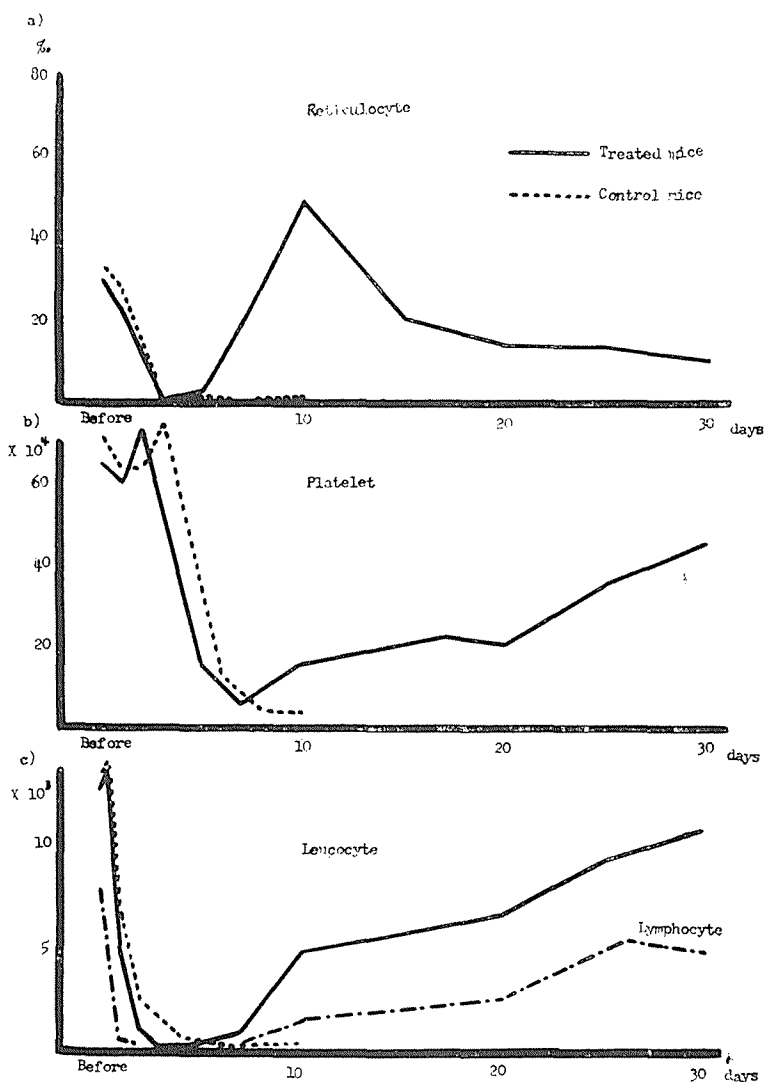 a)
‰
80
Reticulocyte
60
Treated mice
Control mice
40
20
Before 10 20 30 days
b)
X 10⁴
60
Platelet
40
20
Before 10 20 30 days
c)
X 10³
10
Leucocyte
Lymphocyte
5
Before 10 20 30
days